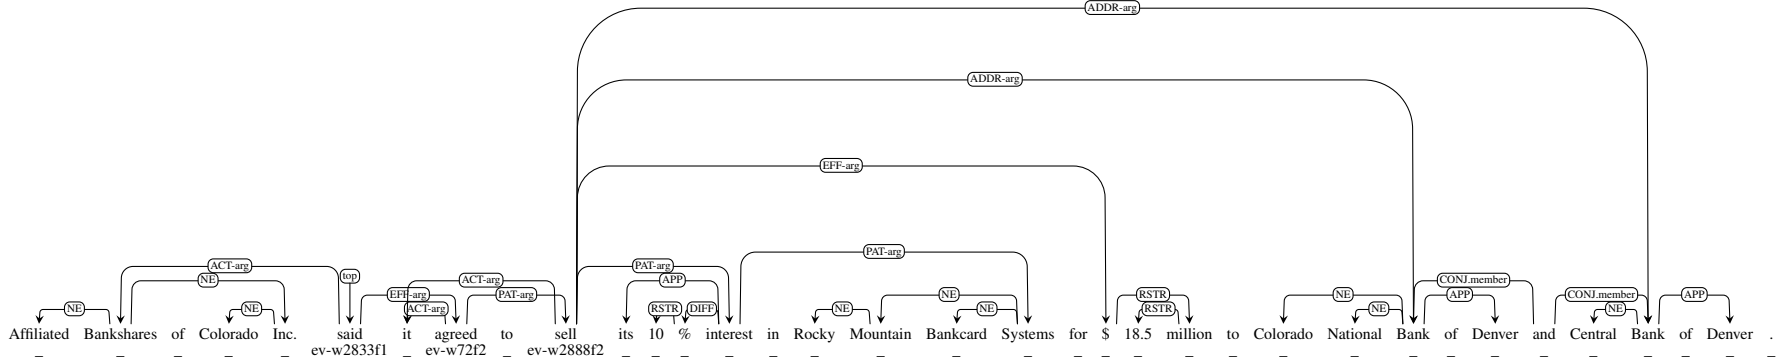 ADDR-arg
ADDR-arg
EFF-arg
PAT-arg
ACT-arg PAT-arg
top
NE ACT-arg APP CONJ.member
EFF-arg PAT-arg NE RSTR NE APP CONJ.member APP
NE NE ACT-arg RSTR DIFF NE NE RSTR NE NE
Affiliated Bankshares of Colorado Inc. said it agreed to sell its 10 % interest in Rocky Mountain Bankcard Systems for $ 18.5 million to Colorado National Bank of Denver and Central Bank of Denver .
_ _ _ _ _ ev-w2833f1 _ ev-w72f2 _ ev-w2888f2 _ _ _ _ _ _ _ _ _ _ _ _ _ _ _ _ _ _ _ _ _ _ _ _